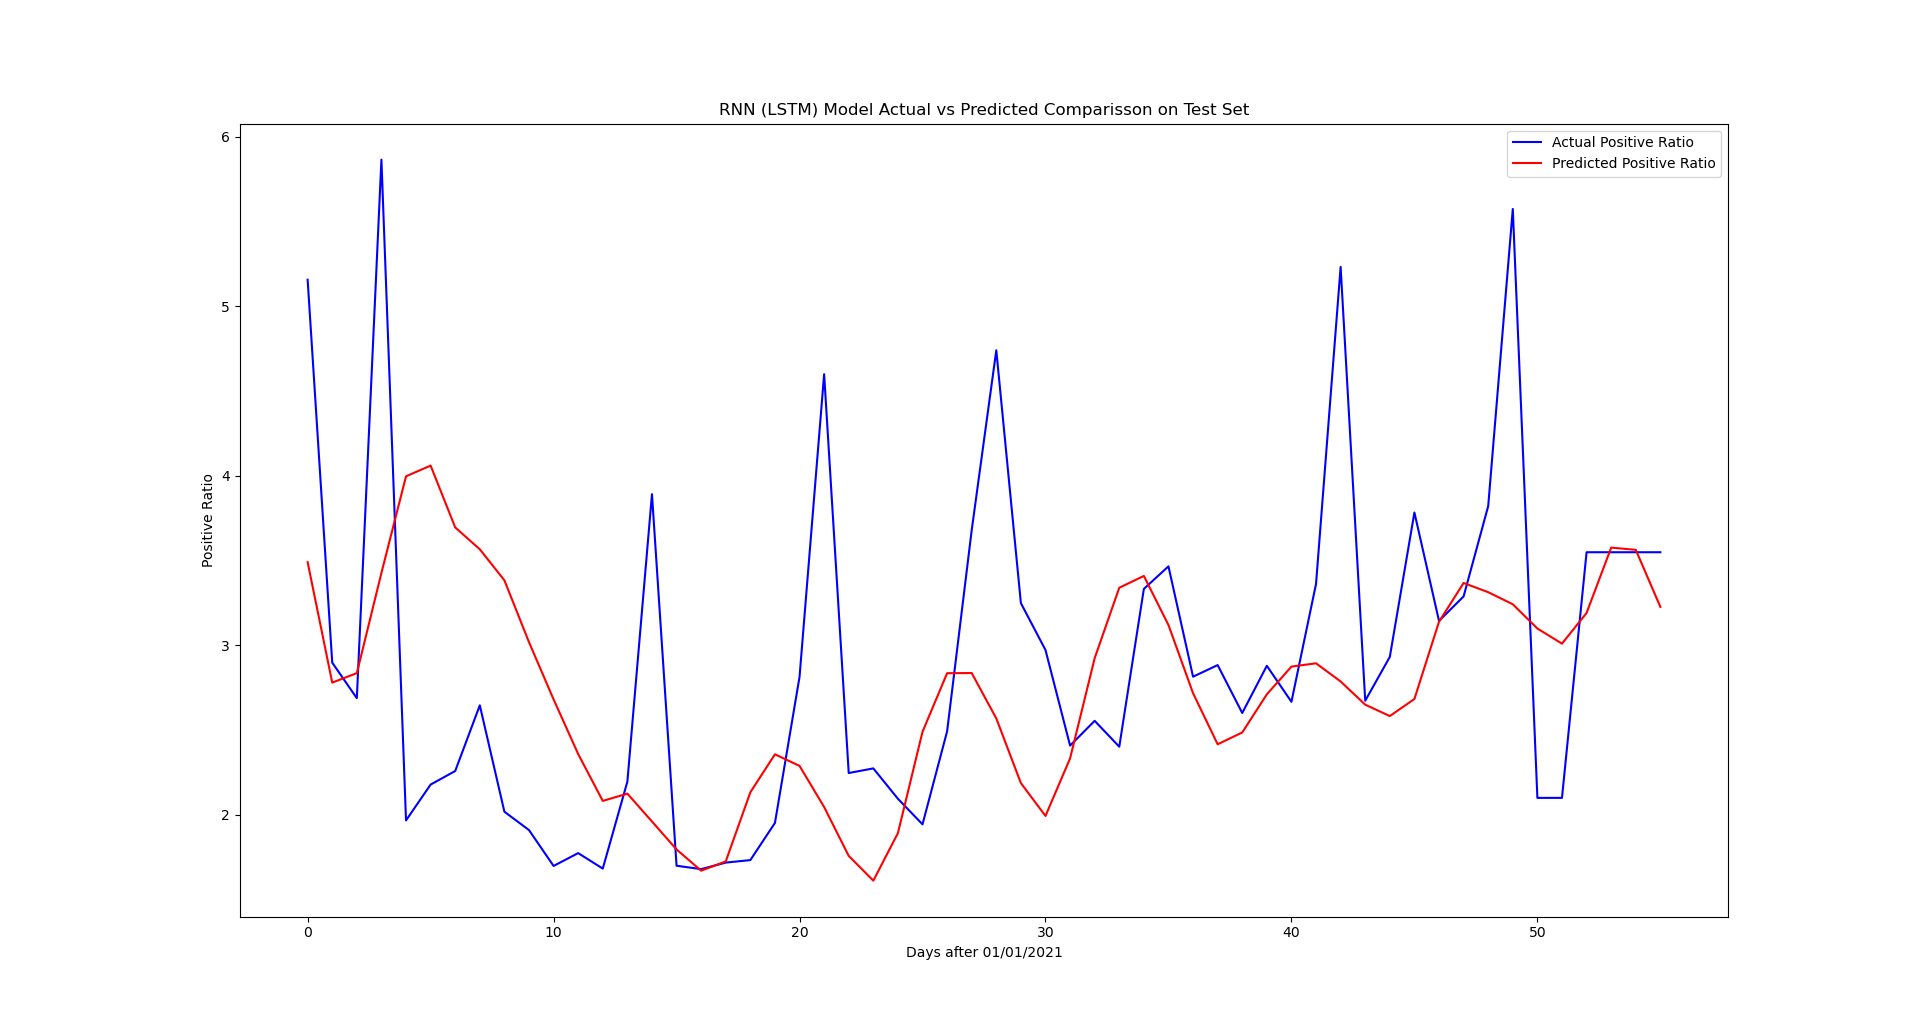 RNN (LSTM) Model Actual vs Predicted Comparisson on Test Set
Actual Positive Ratio
Predicted Positive Ratio
6
5
4
3
2
Positive Ratio
0 10 20 30 40 50
Days after 01/01/2021